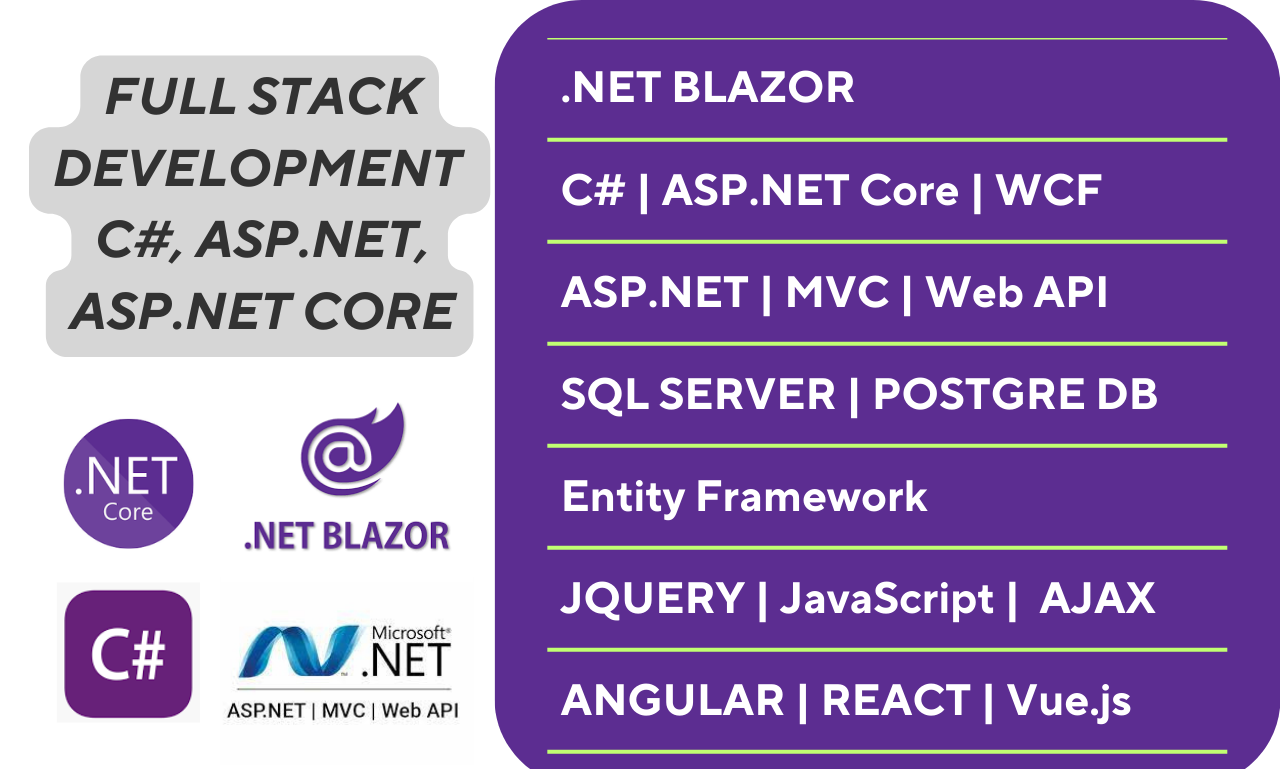 FULL STACK
DEVELOPMENT
C#, ASP.NET,
ASP.NET CORE
.NET
Core
@
.NET BLAZOR
C#
Microsoft®
.NET
™
ASP.NET | MVC | Web API
.NET BLAZOR
C# | ASP.NET Core | WCF
ASP.NET | MVC | Web API
SQL SERVER | POSTGRE DB
Entity Framework
JQUERY | JavaScript | AJAX
ANGULAR | REACT | Vue.js